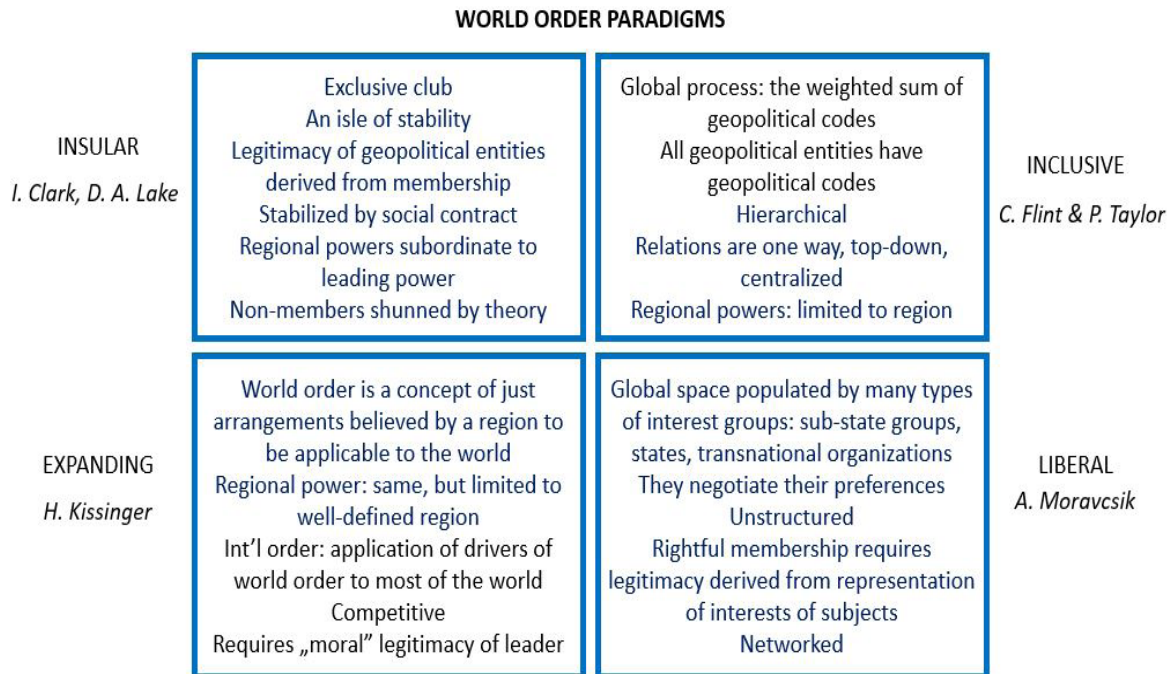 WORLD ORDER PARADIGMS
INSULAR
I. Clark, D. A. Lake
Exclusive club
An isle of stability
Legitimacy of geopolitical entities
derived from membership
Stabilized by social contract
Regional powers subordinate to
leading power
Non-members shunned by theory
Global process: the weighted sum of
geopolitical codes
All geopolitical entities have
geopolitical codes
Hierarchical
Relations are one way, top-down,
centralized
Regional powers: limited to region
INCLUSIVE
C. Flint & P. Taylor
EXPANDING
H. Kissinger
World order is a concept of just
arrangements believed by a region to
be applicable to the world
Regional power: same, but limited to
well-defined region
Int'l order: application of drivers of
world order to most of the world
Competitive
Requires „moral” legitimacy of leader
Global space populated by many types
of interest groups: sub-state groups,
states, transnational organizations
They negotiate their preferences
Unstructured
Rightful membership requires
legitimacy derived from representation
of interests of subjects
Networked
LIBERAL
A. Moravcsik